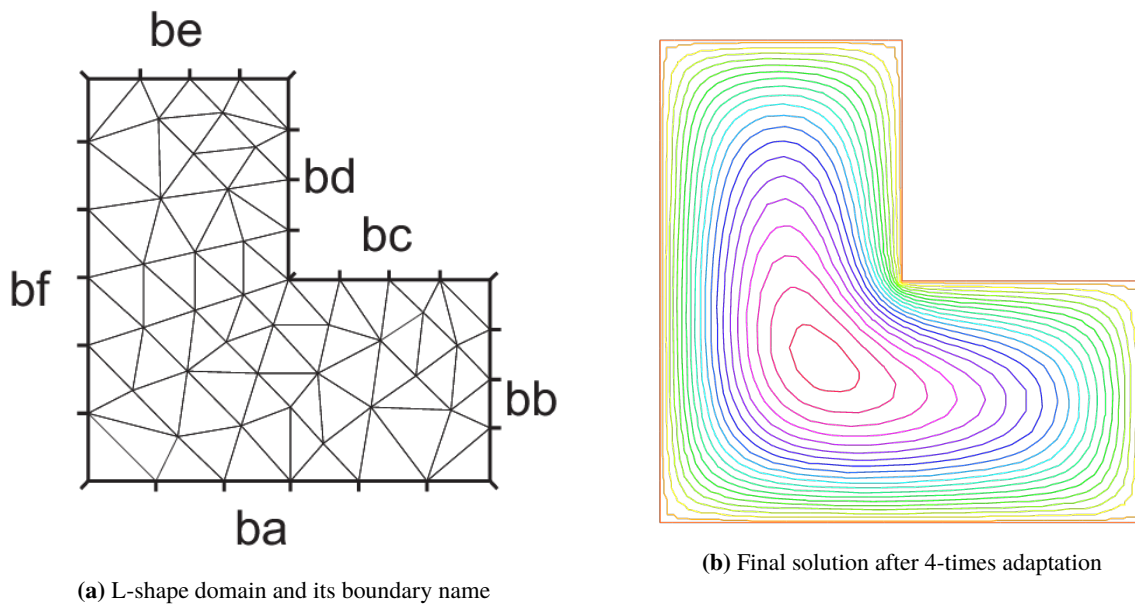 be
bd
bc
bf
bb
ba
(a) L-shape domain and its boundary name
(b) Final solution after 4-times adaptation